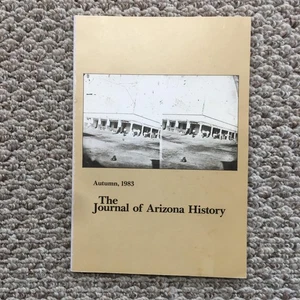 Autumn, 1983
The
Journal of Arizona History